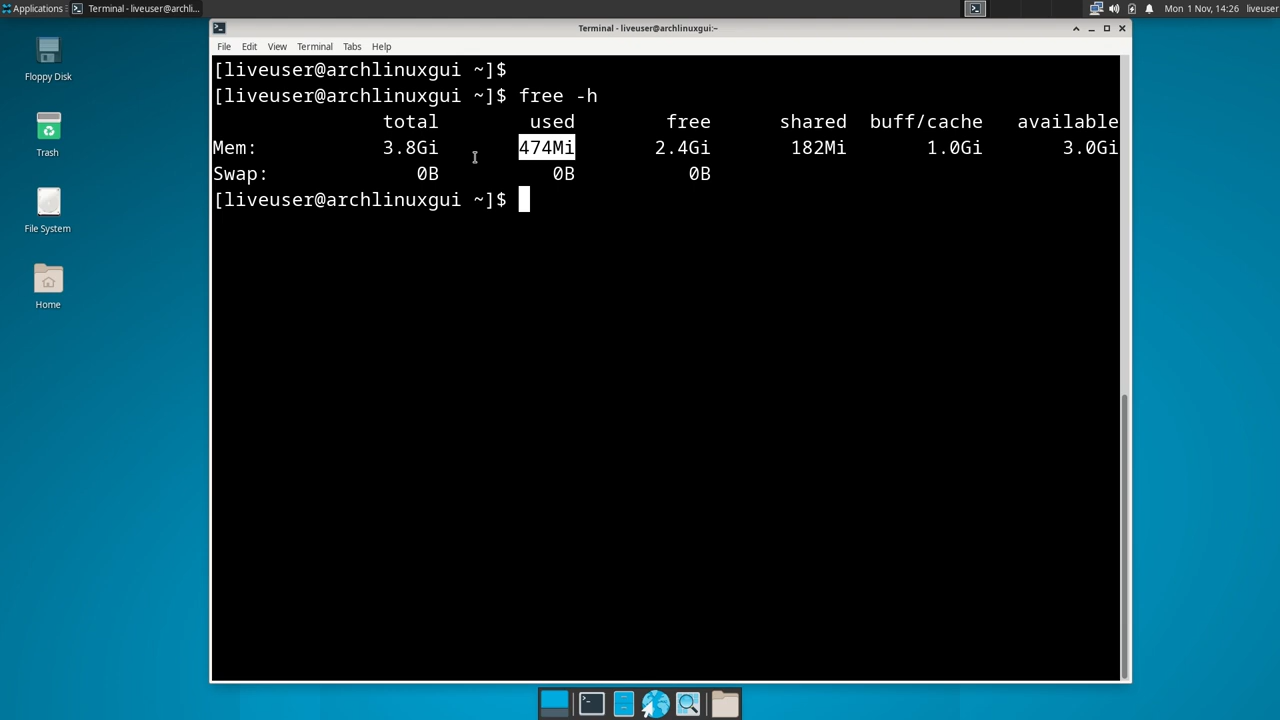 Applications
Terminal - liveuser@archli...
Mon 1 Nov, 14:26
liveuser
Terminal - liveuser@archlinuxgui:~
File Edit View Terminal Tabs Help
[liveuser@archlinuxgui ~]$
[liveuser@archlinuxgui ~]$ free -h
total used free shared buff/cache available
Mem: 3.8Gi 474Mi 2.4Gi 182Mi 1.0Gi 3.0Gi
Swap: 0B 0B 0B
[liveuser@archlinuxgui ~]$
Floppy Disk
Trash
File System
Home